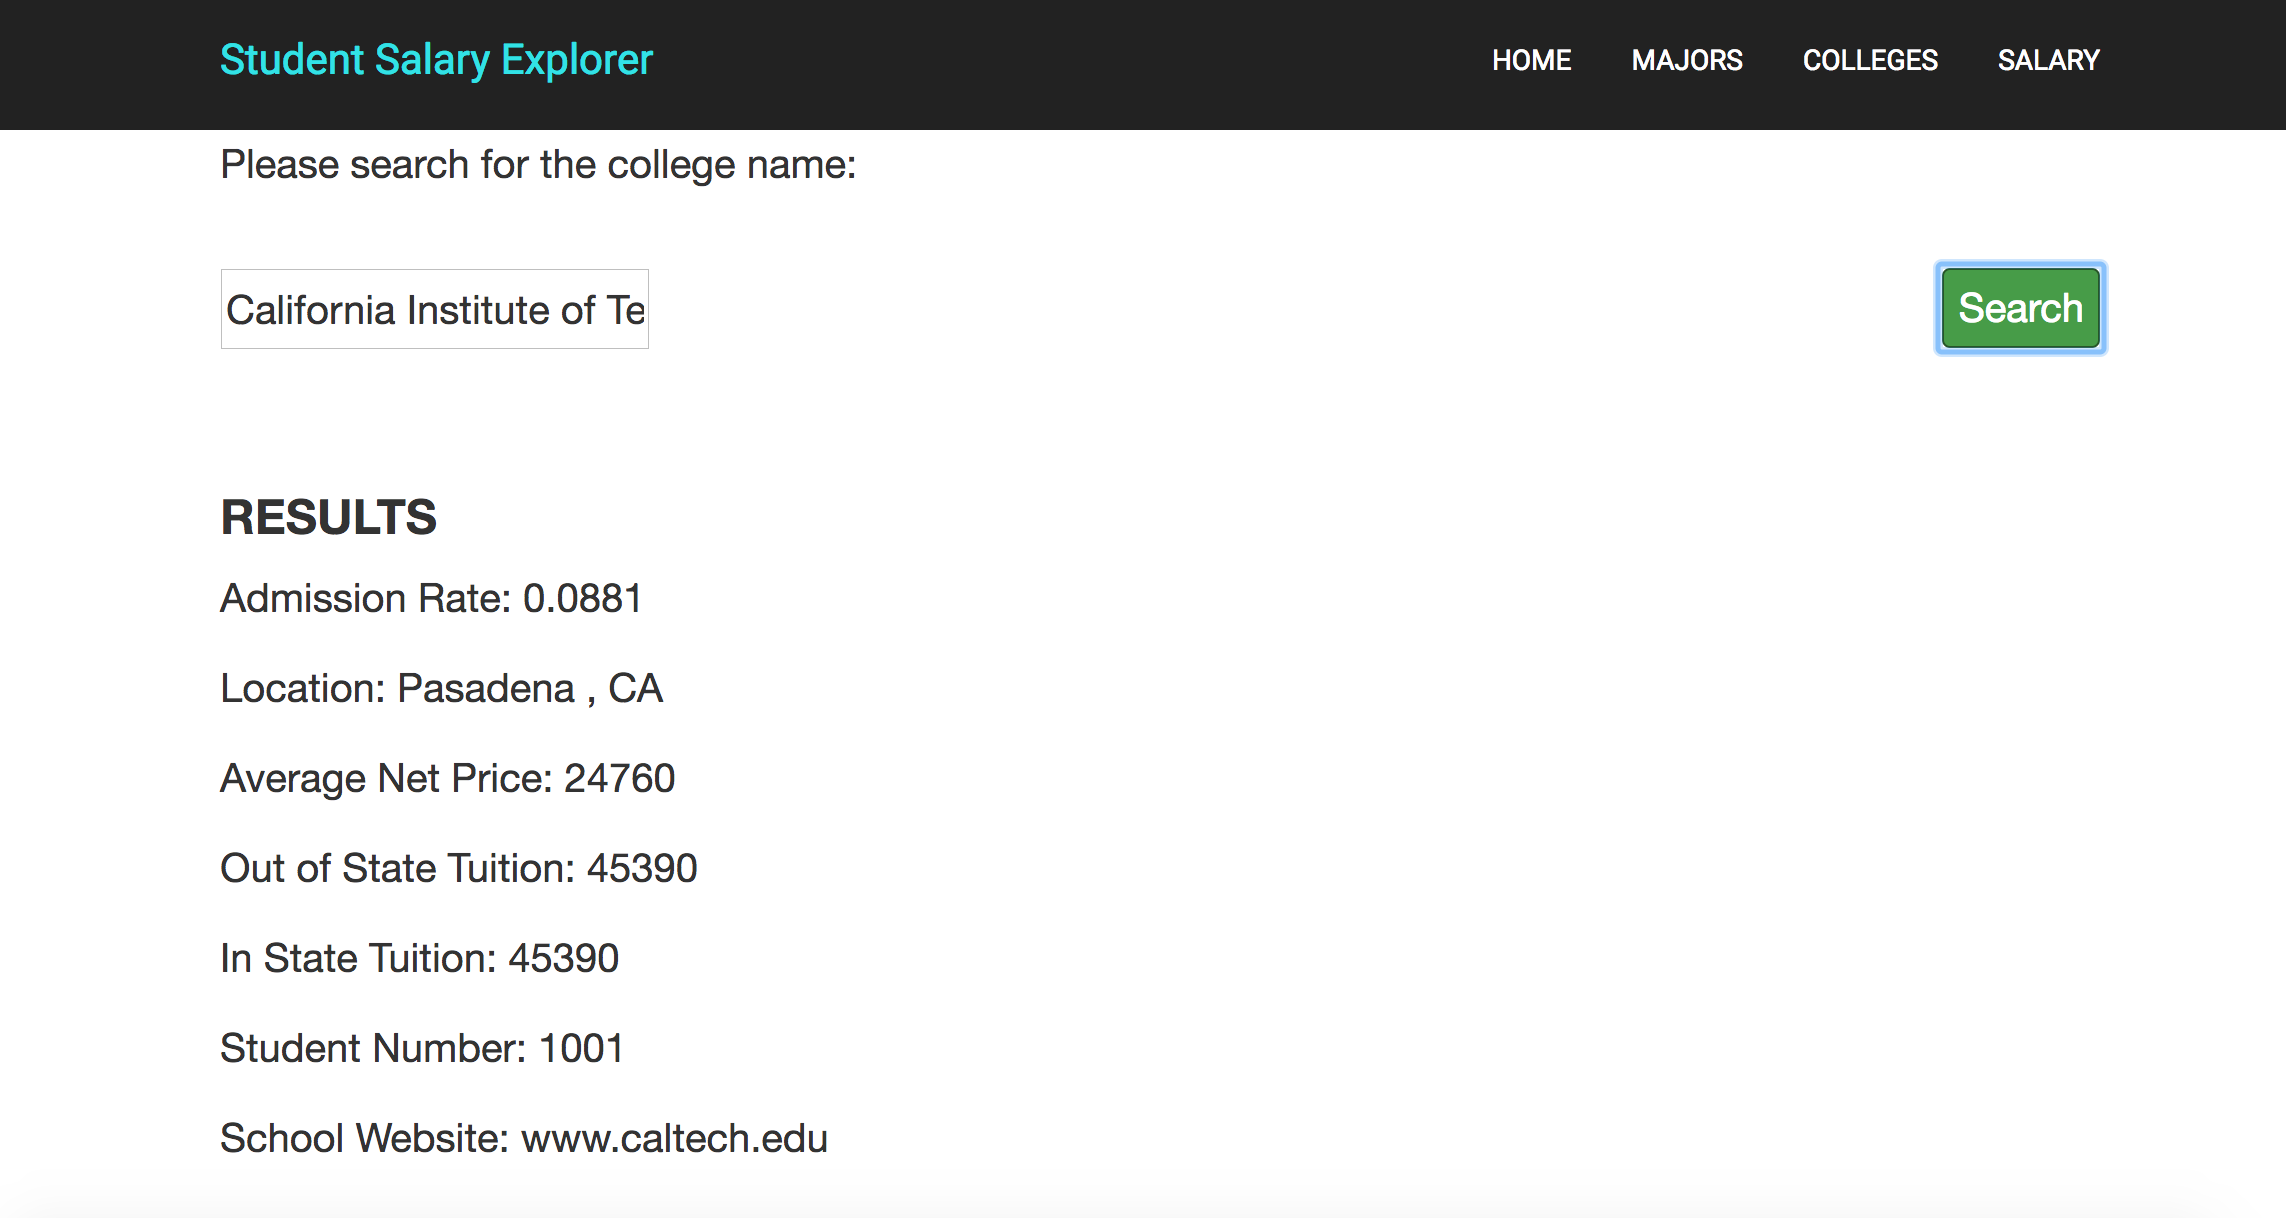 Student Salary Explorer HOME MAJORS COLLEGES SALARY
Please search for the college name:
California Institute of Te Search
RESULTS
Admission Rate: 0.0881
Location: Pasadena , CA
Average Net Price: 24760
Out of State Tuition: 45390
In State Tuition: 45390
Student Number: 1001
School Website: www.caltech.edu